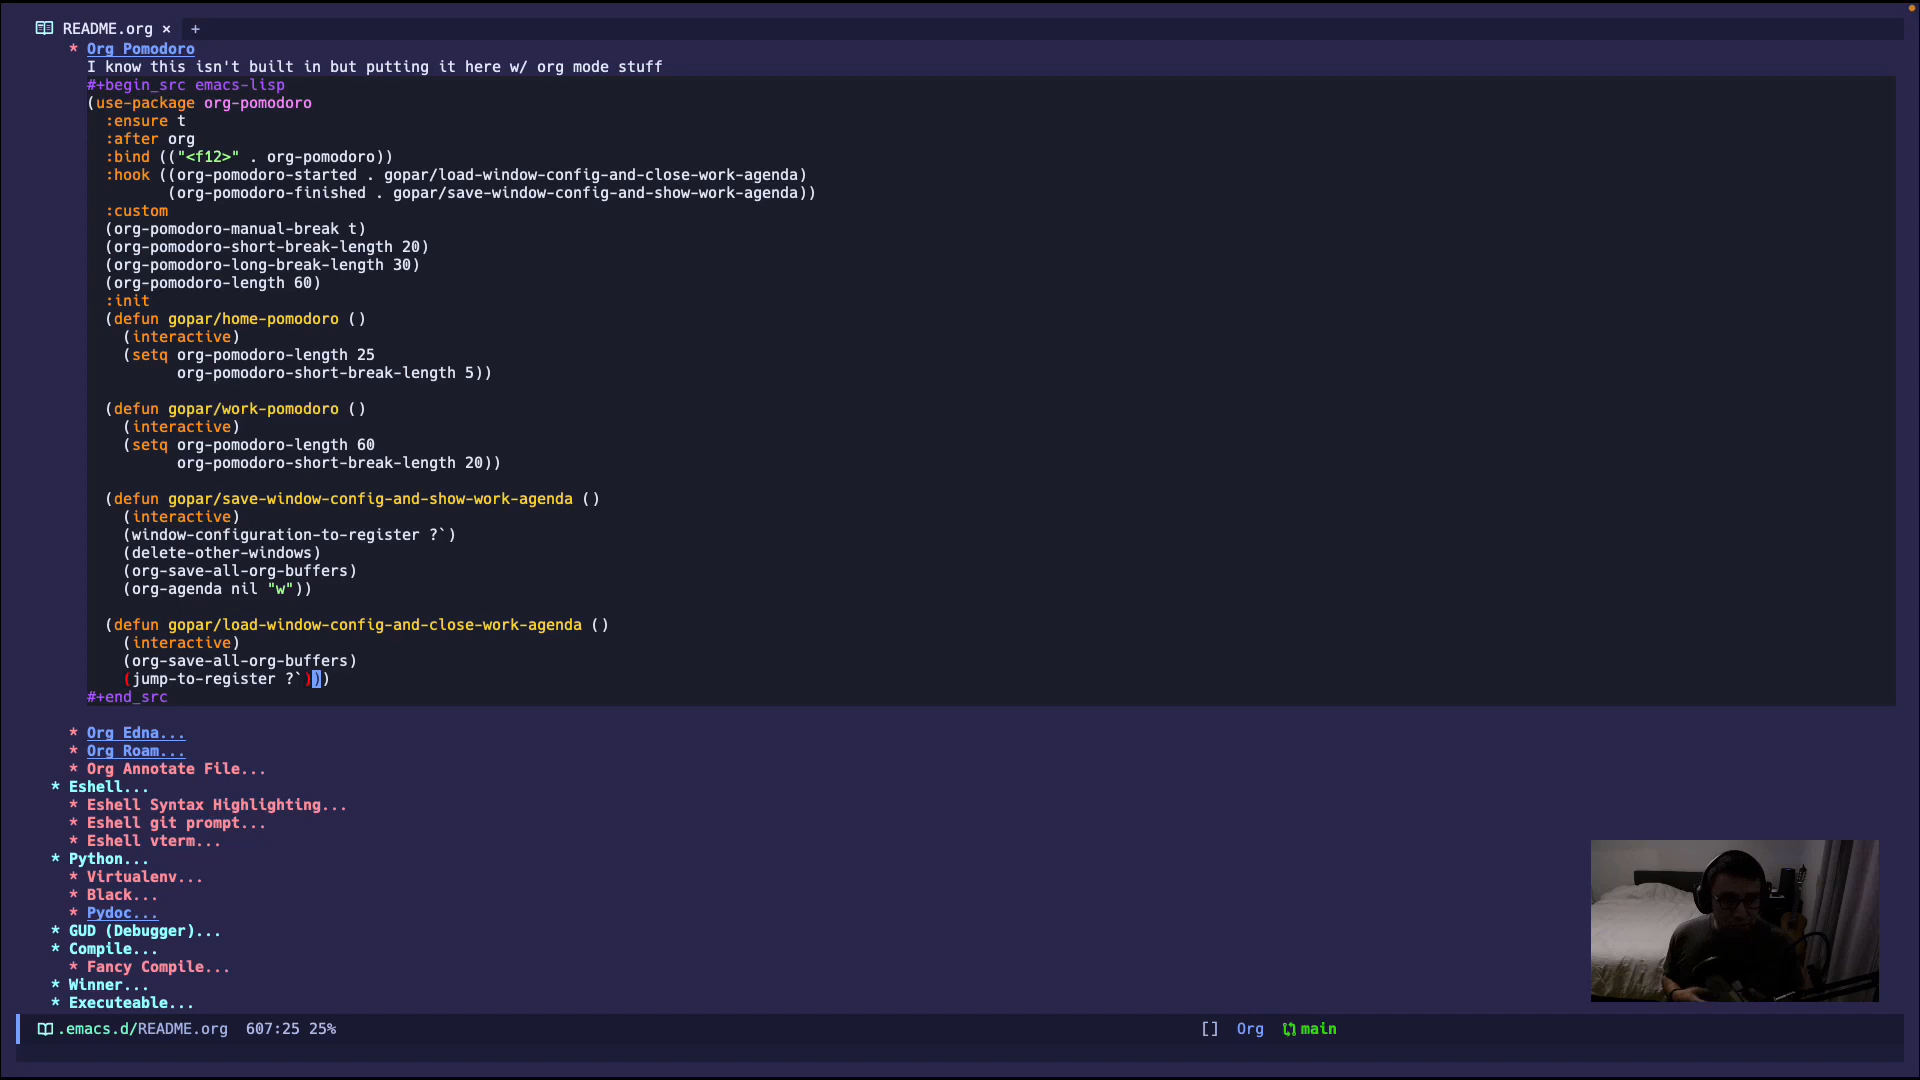 README.org × +
* Org Pomodoro
I know this isn't built in but putting it here w/ org mode stuff
#+begin_src emacs-lisp
(use-package org-pomodoro
  :ensure t
  :after org
  :bind (("<f12>" . org-pomodoro))
  :hook ((org-pomodoro-started . gopar/load-window-config-and-close-work-agenda)
         (org-pomodoro-finished . gopar/save-window-config-and-show-work-agenda))
  :custom
  (org-pomodoro-manual-break t)
  (org-pomodoro-short-break-length 20)
  (org-pomodoro-long-break-length 30)
  (org-pomodoro-length 60)
  :init
  (defun gopar/home-pomodoro ()
    (interactive)
    (setq org-pomodoro-length 25
          org-pomodoro-short-break-length 5))

  (defun gopar/work-pomodoro ()
    (interactive)
    (setq org-pomodoro-length 60
          org-pomodoro-short-break-length 20))

  (defun gopar/save-window-config-and-show-work-agenda ()
    (interactive)
    (window-configuration-to-register ?`)
    (delete-other-windows)
    (org-save-all-org-buffers)
    (org-agenda nil "w"))

  (defun gopar/load-window-config-and-close-work-agenda ()
    (interactive)
    (org-save-all-org-buffers)
    (jump-to-register ?`)))
#+end_src
* Org Edna...
* Org Roam...
* Org Annotate File...
* Eshell...
* Eshell Syntax Highlighting...
* Eshell git prompt...
* Eshell vterm...
* Python...
* Virtualenv...
* Black...
* Pydoc...
* GUD (Debugger)...
* Compile...
* Fancy Compile...
* Winner...
* Executeable...
.emacs.d/README.org 607:25 25% [] Org main